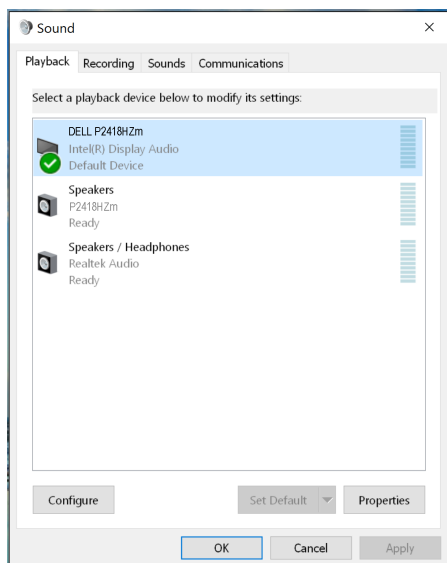 Sound
Playback Recording Sounds Communications
Select a playback device below to modify its settings:
DELL P2418HZm
Intel(R) Display Audio
Default Device
Speakers
P2418HZm
Ready
Speakers / Headphones
Realtek Audio
Ready
Configure Set Default Properties
OK Cancel Apply